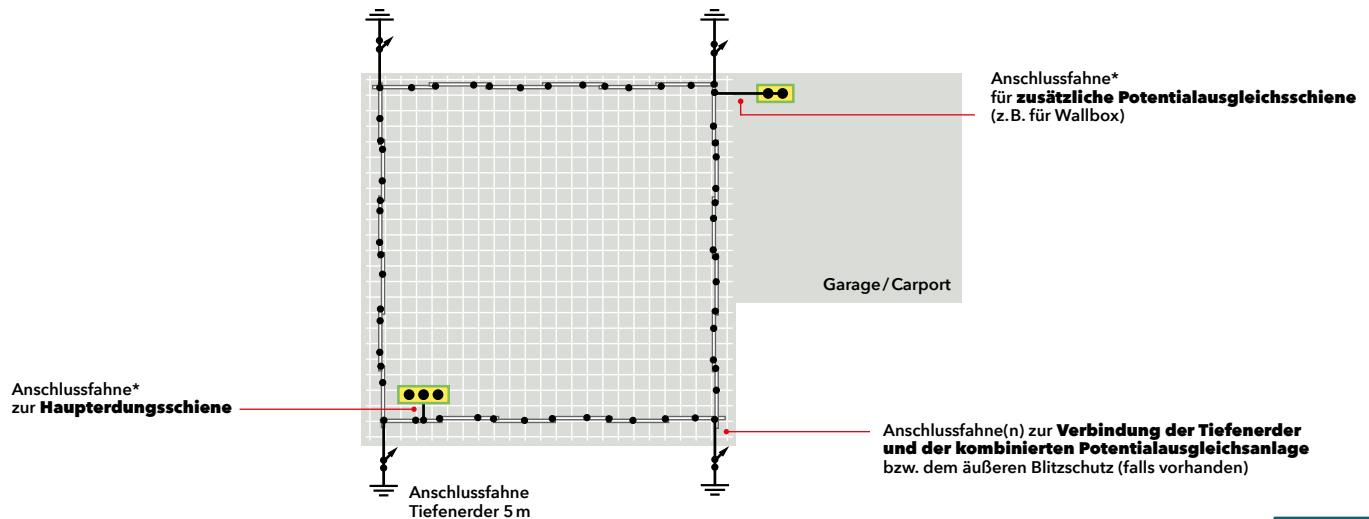 Anschlussfahne*
für zusätzliche Potentialausgleichsschiene
(z.B. für Wallbox)
Garage/Carport
Anschlussfahne*
zur Haupterdungsschiene
Anschlussfahne(n) zur Verbindung der Tiefenerder
und der kombinierten Potentialausgleichsanlage
bzw. dem äußeren Blitzschutz (falls vorhanden)
Anschlussfahne
Tiefenerder 5 m